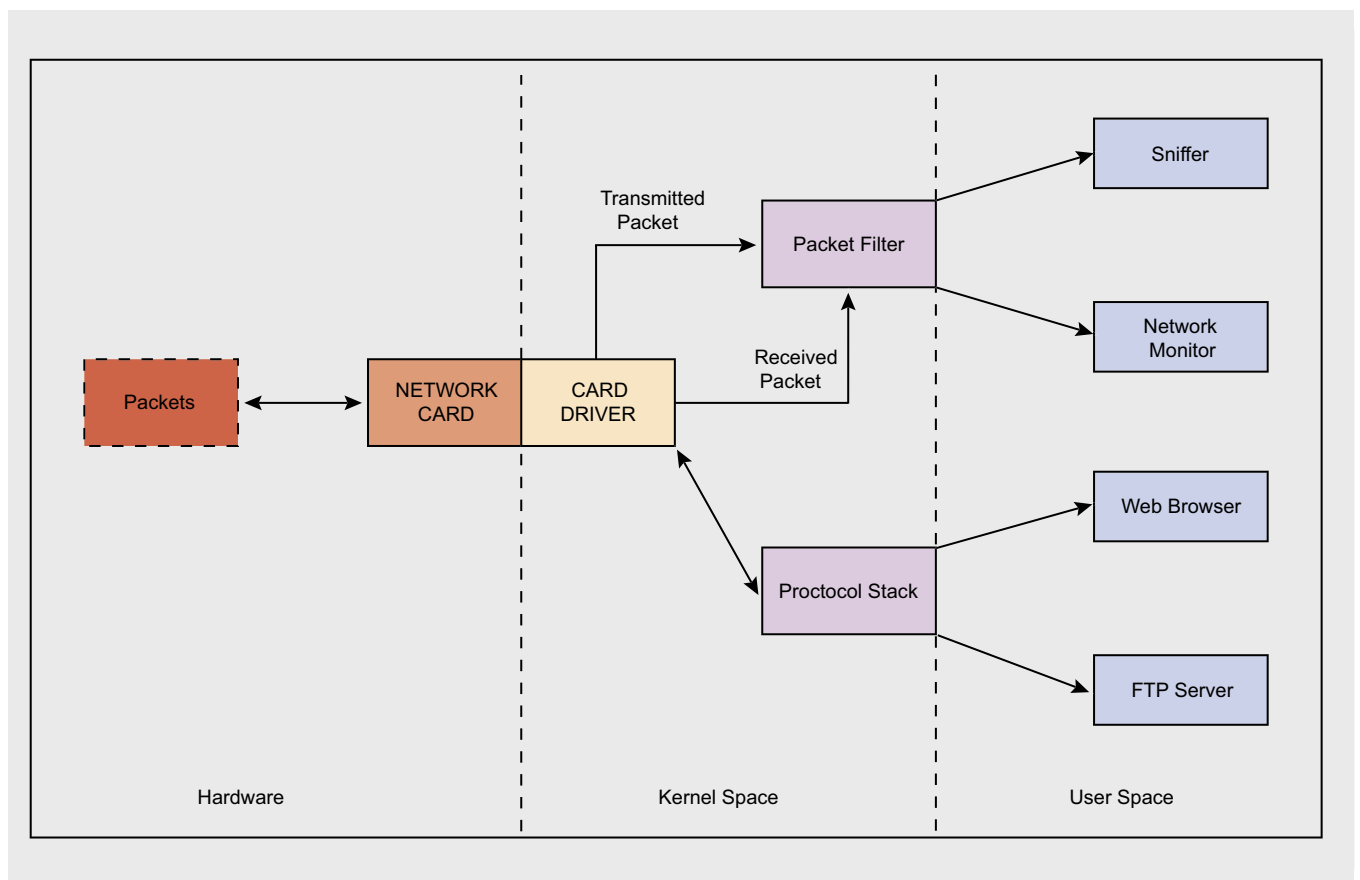 Sniffer
Transmitted
Packet
Packet Filter
Network
Monitor
Received
Packet
Packets
NETWORK
CARD
CARD
DRIVER
Web Browser
Proctocol Stack
FTP Server
Hardware
Kernel Space
User Space